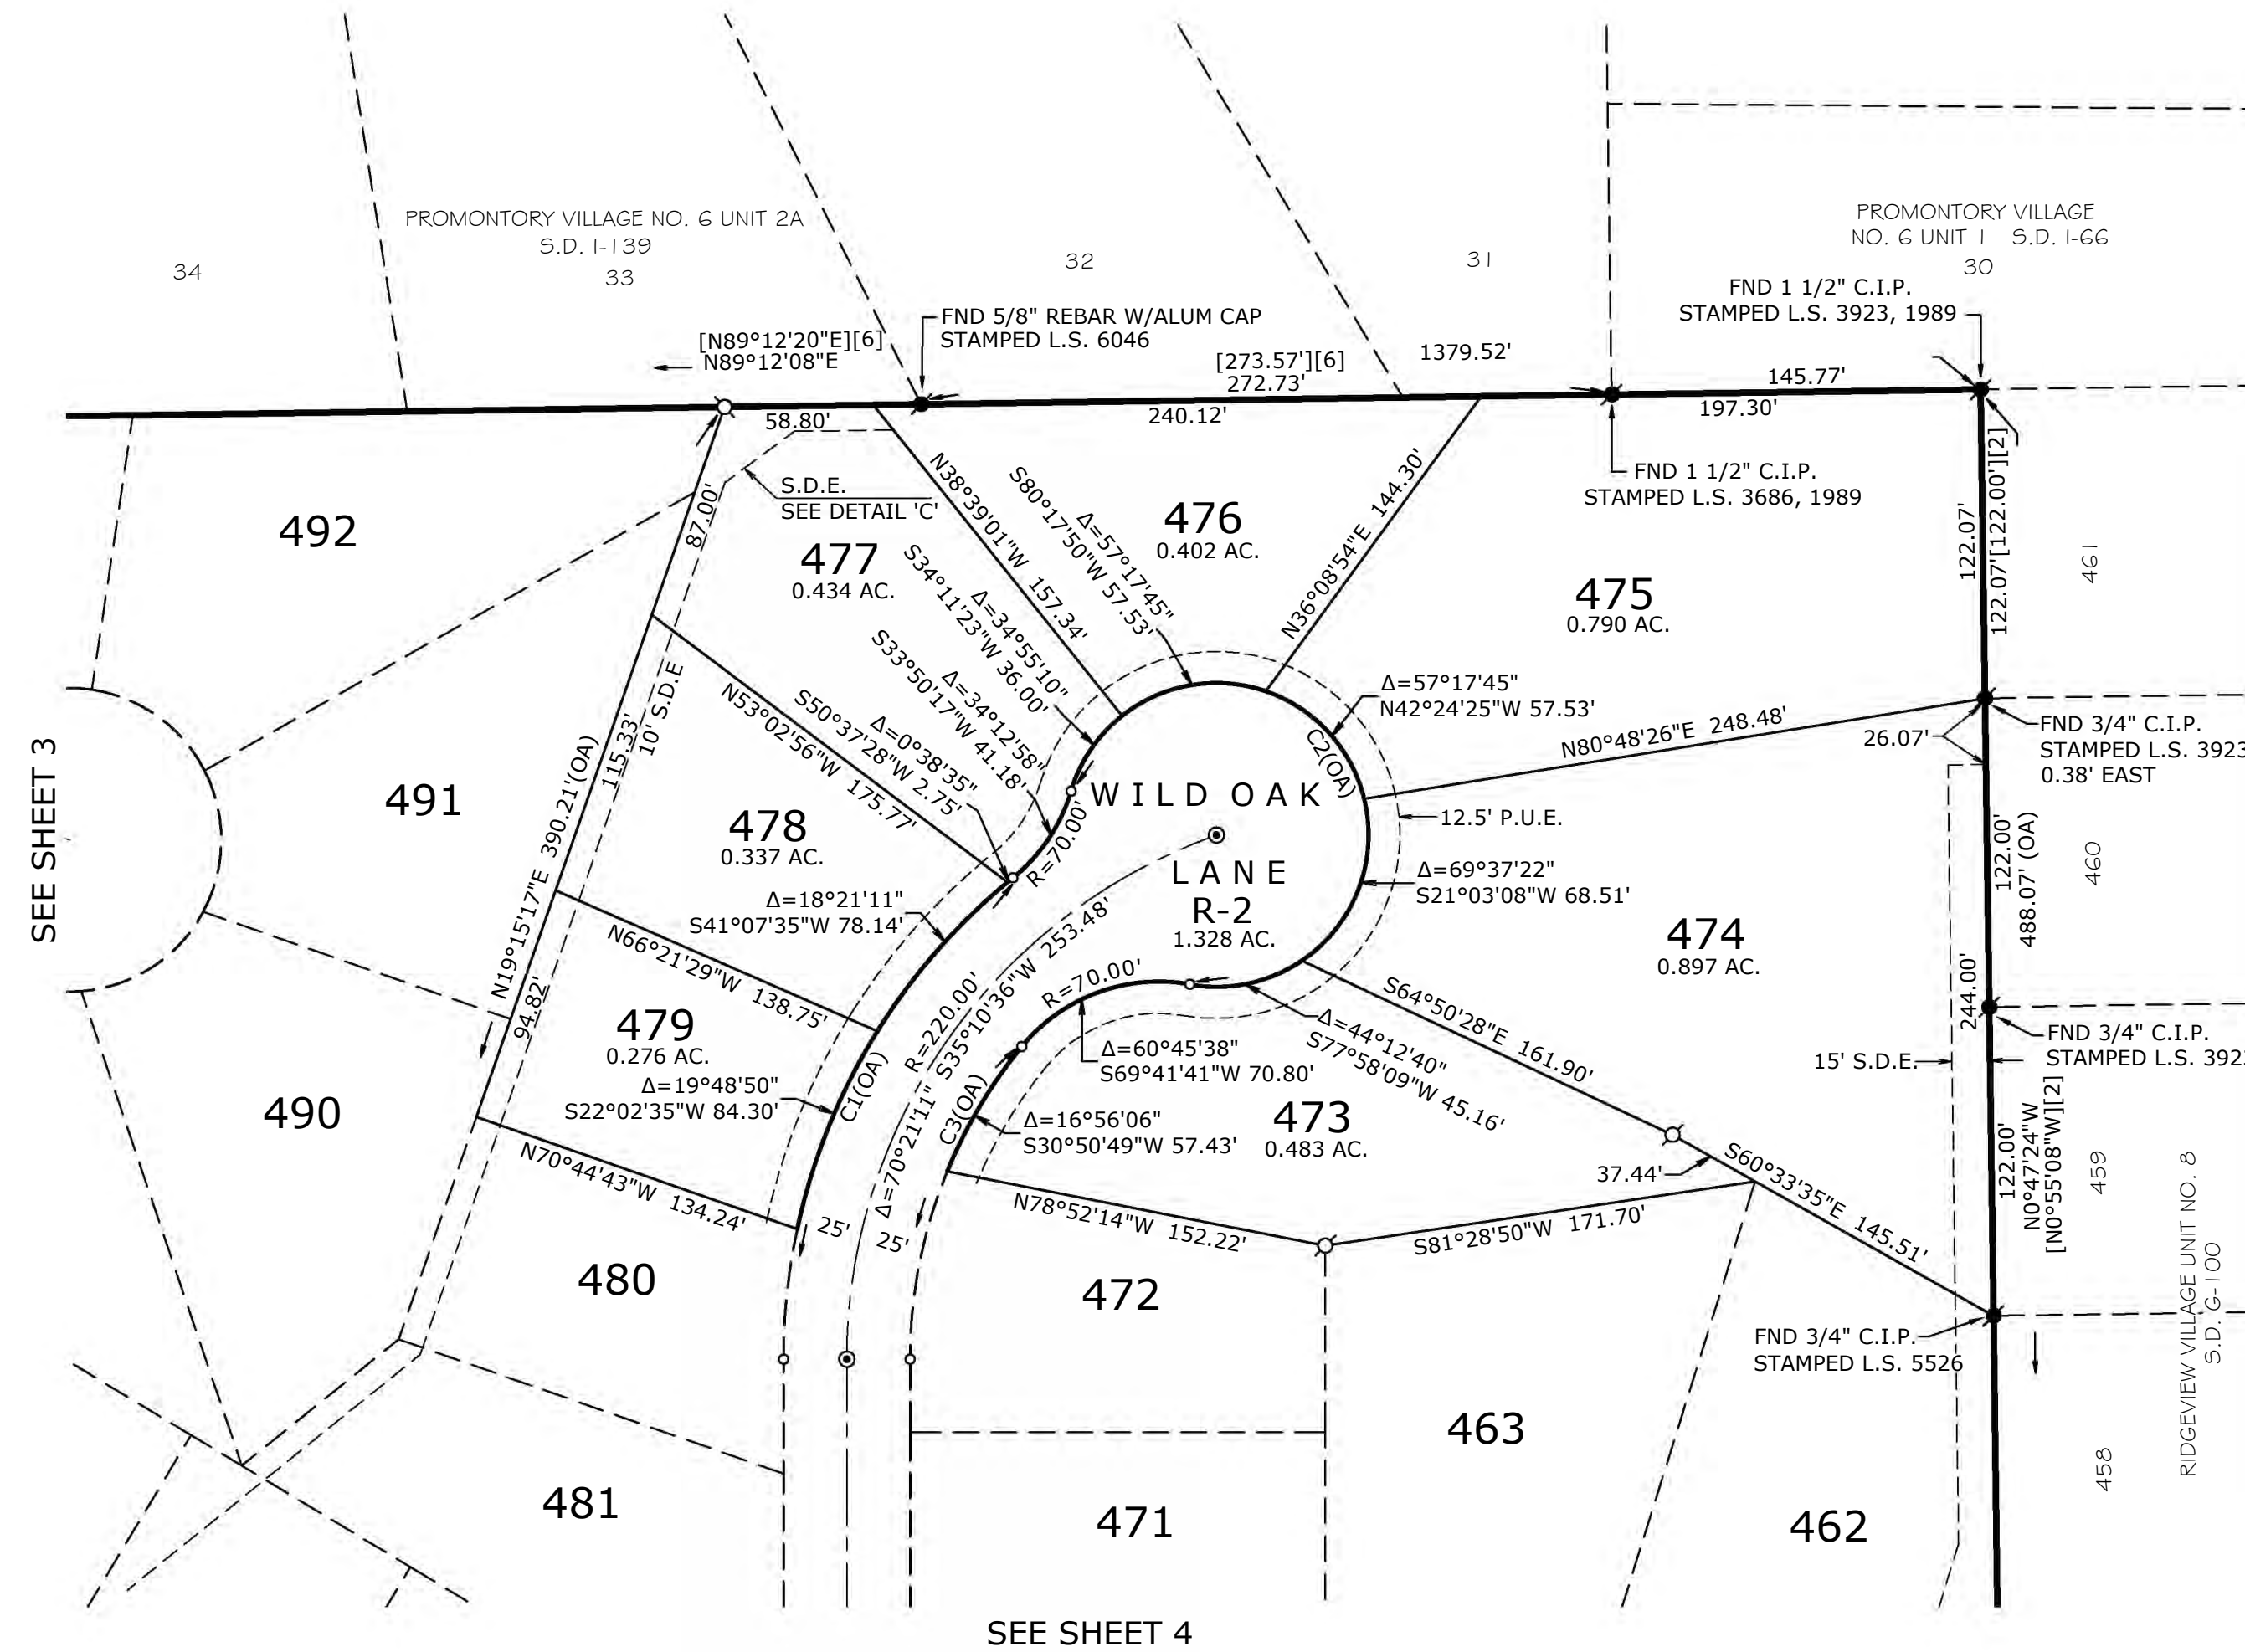 PROMONTORY VILLAGE NO. 6 UNIT 2A
S.D. I-139
34
33
32
31
PROMONTORY VILLAGE
NO. 6 UNIT 1 S.D. I-66
30
FND 1 1/2" C.I.P.
STAMPED L.S. 3923, 1989
FND 5/8" REBAR W/ALUM CAP
STAMPED L.S. 6046
[N89°12'20"E][6]
N89°12'08"E
[273.57'][6]
272.73'
1379.52'
145.77'
58.80'
240.12'
197.30'
FND 1 1/2" C.I.P.
STAMPED L.S. 3686, 1989
S.D.E.
SEE DETAIL 'C'
492
477
0.434 AC.
476
0.402 AC.
475
0.790 AC.
87.00'
N38°39'01"W 157.34'
Δ=57°17'45"
S80°17'50"W 57.53'
N36°08'54"E 144.30'
Δ=34°55'10"
S34°11'23"W 36.00'
Δ=34°12'58"
S33°50'17"W 41.18'
Δ=0°38'35"
S50°37'28"W 2.75'
N53°02'56"W 175.77'
122.07'
122.07'[122.00'][2]
461
Δ=57°17'45"
N42°24'25"W 57.53'
C2(OA)
N80°48'26"E 248.48'
26.07'
FND 3/4" C.I.P.
STAMPED L.S. 3923
0.38' EAST
SEE SHEET 3
491
N19°15'17"E 390.21'(OA)
115.33'
10' S.D.E
478
0.337 AC.
R=70.00'
WILD OAK
LANE
R-2
1.328 AC.
12.5' P.U.E.
Δ=69°37'22"
S21°03'08"W 68.51'
474
0.897 AC.
122.00'
488.07' (OA)
460
244.00'
Δ=18°21'11"
S41°07'35"W 78.14'
N66°21'29"W 138.75'
94.82'
479
0.276 AC.
Δ=19°48'50"
S22°02'35"W 84.30'
C1(OA)
R=220.00'
S35°10'36"W 253.48'
Δ=70°21'11"
R=70.00'
Δ=60°45'38"
S69°41'41"W 70.80'
C3(OA)
Δ=16°56'06"
S30°50'49"W 57.43'
Δ=44°12'40"
S77°58'09"W 45.16'
S64°50'28"E 161.90'
473
0.483 AC.
37.44'
S60°33'35"E 145.51'
15' S.D.E.
FND 3/4" C.I.P.
STAMPED L.S. 392
122.00'
N0°47'24"W
[N0°55'08"W][2]
459
490
N70°44'43"W 134.24'
25'
25'
N78°52'14"W 152.22'
S81°28'50"W 171.70'
480
472
463
FND 3/4" C.I.P.
STAMPED L.S. 5526
RIDGEVIEW VILLAGE UNIT NO. 8
S.D. G-100
458
481
471
462
SEE SHEET 4